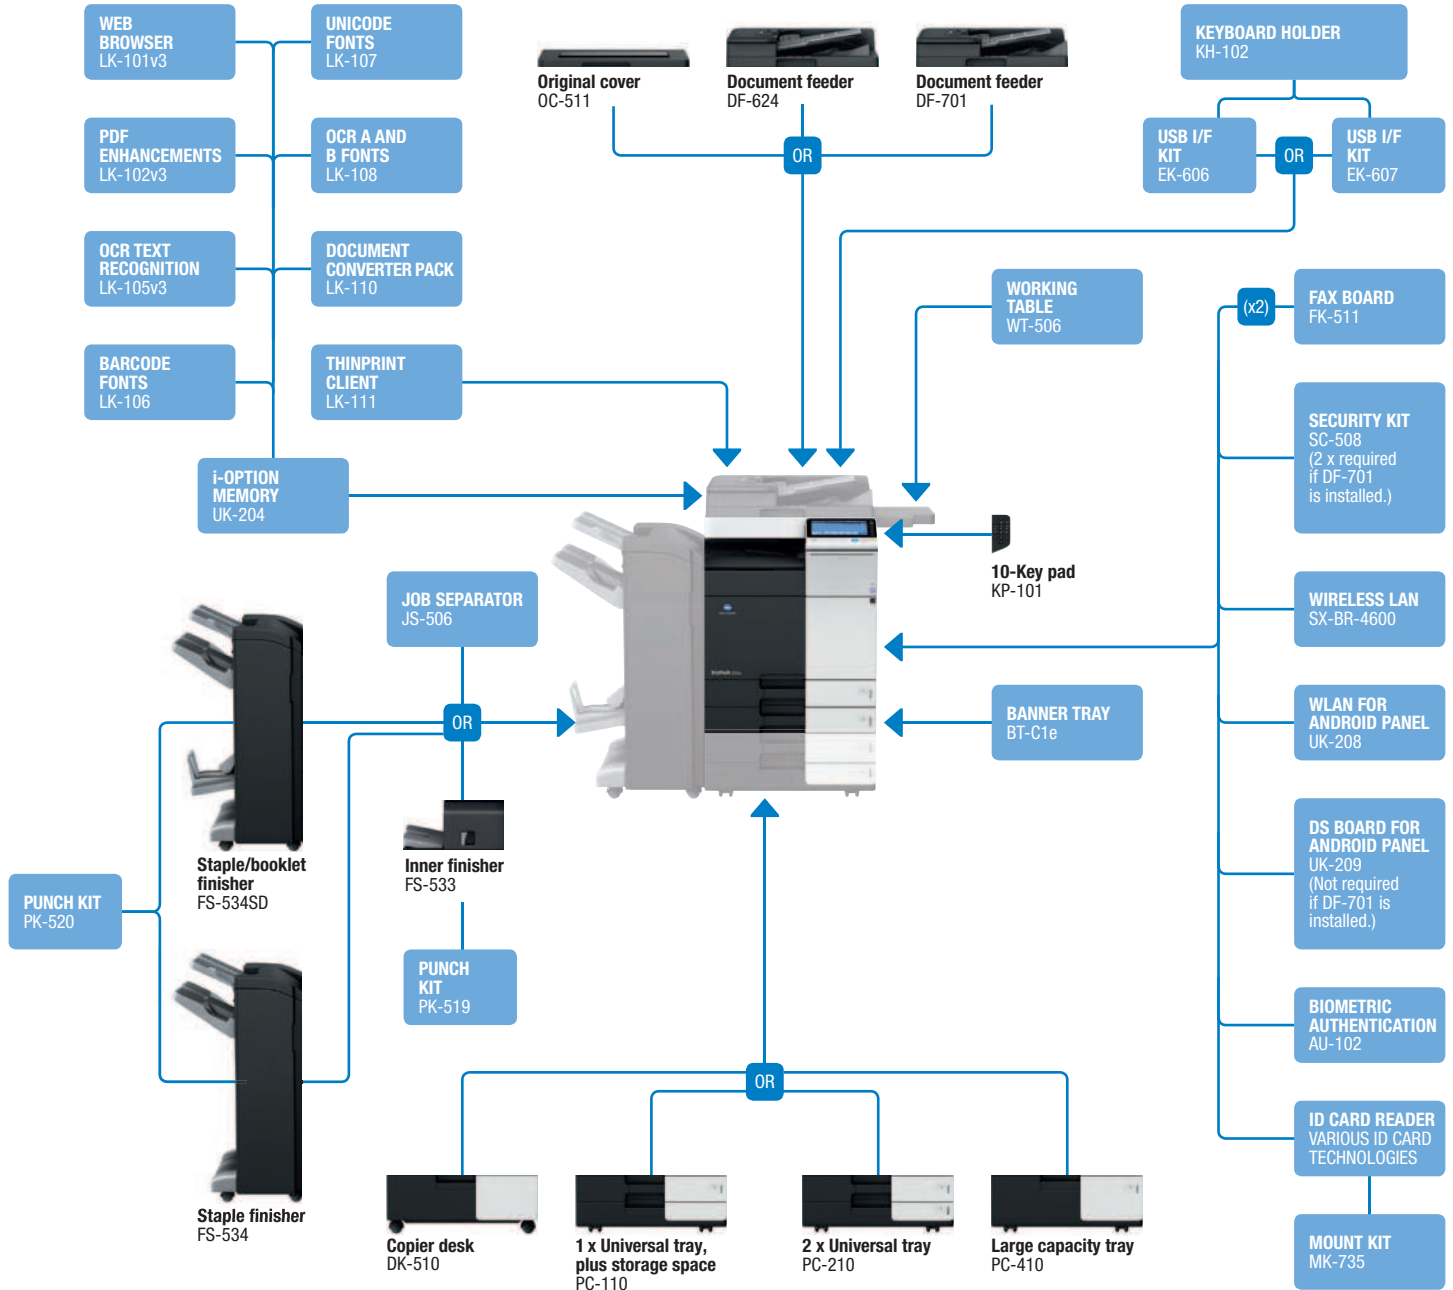 WEB
BROWSER
LK-101v3
UNICODE
FONTS
LK-107
PDF
ENHANCEMENTS
LK-102v3
OCR A AND
B FONTS
LK-108
OCR TEXT
RECOGNITION
LK-105v3
DOCUMENT
CONVERTER PACK
LK-110
BARCODE
FONTS
LK-106
THINPRINT
CLIENT
LK-111
i-OPTION
MEMORY
UK-204
Original cover
OC-511
Document feeder
DF-624
Document feeder
DF-701
OR
KEYBOARD HOLDER
KH-102
USB I/F
KIT
EK-606
OR
USB I/F
KIT
EK-607
WORKING
TABLE
WT-506
(x2)
FAX BOARD
FK-511
SECURITY KIT
SC-508
(2 x required
if DF-701
is installed.)
10-Key pad
KP-101
WIRELESS LAN
SX-BR-4600
JOB SEPARATOR
JS-506
OR
BANNER TRAY
BT-C1e
WLAN FOR
ANDROID PANEL
UK-208
DS BOARD FOR
ANDROID PANEL
UK-209
(Not required
if DF-701 is
installed.)
Staple/booklet
finisher
FS-534SD
Inner finisher
FS-533
PUNCH KIT
PK-520
PUNCH
KIT
PK-519
BIOMETRIC
AUTHENTICATION
AU-102
OR
ID CARD READER
VARIOUS ID CARD
TECHNOLOGIES
Staple finisher
FS-534
Copier desk
DK-510
1 x Universal tray,
plus storage space
PC-110
2 x Universal tray
PC-210
Large capacity tray
PC-410
MOUNT KIT
MK-735